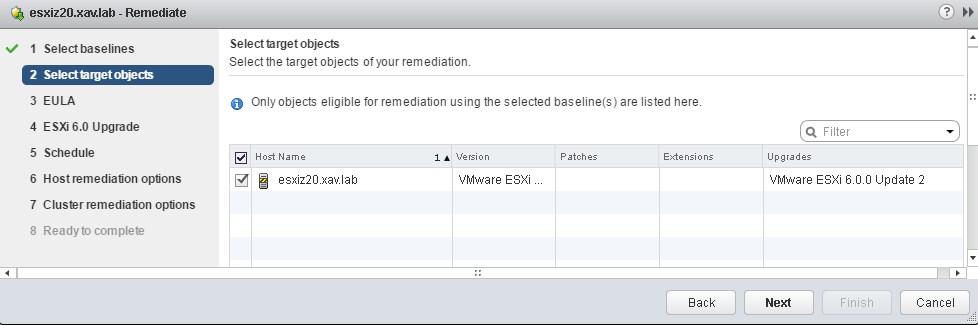 esxiz20.xav.lab - Remediate
1 Select baselines
2 Select target objects
3 EULA
4 ESXi 6.0 Upgrade
5 Schedule
6 Host remediation options
7 Cluster remediation options
8 Ready to complete
Select target objects
Select the target objects of your remediation.
Only objects eligible for remediation using the selected baseline(s) are listed here.
Filter
Host Name 1 Version Patches Extensions Upgrades
esxiz20.xav.lab VMware ESXi ... VMware ESXi 6.0.0 Update 2
Back Next Finish Cancel